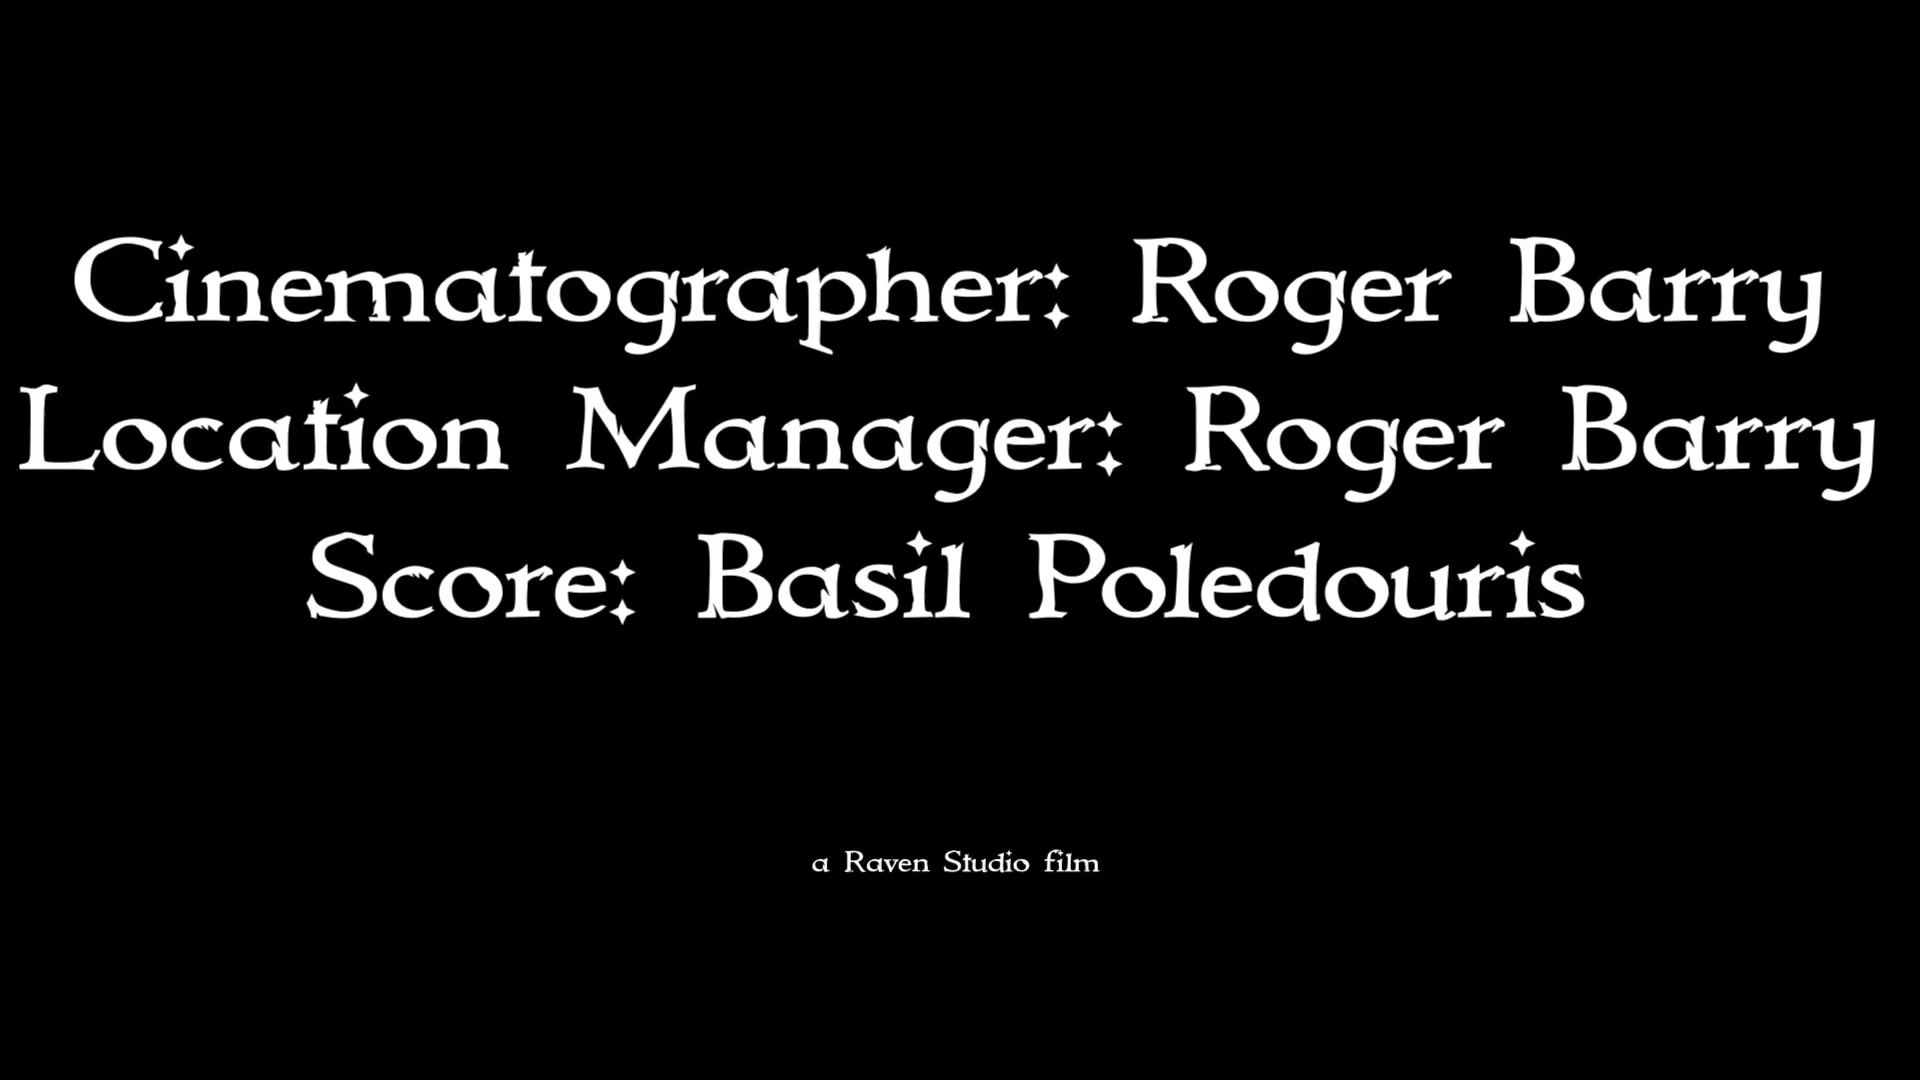 Cinematographer: Roger Barry
Location Manager: Roger Barry
Score: Basil Poledouris
a Raven Studio film